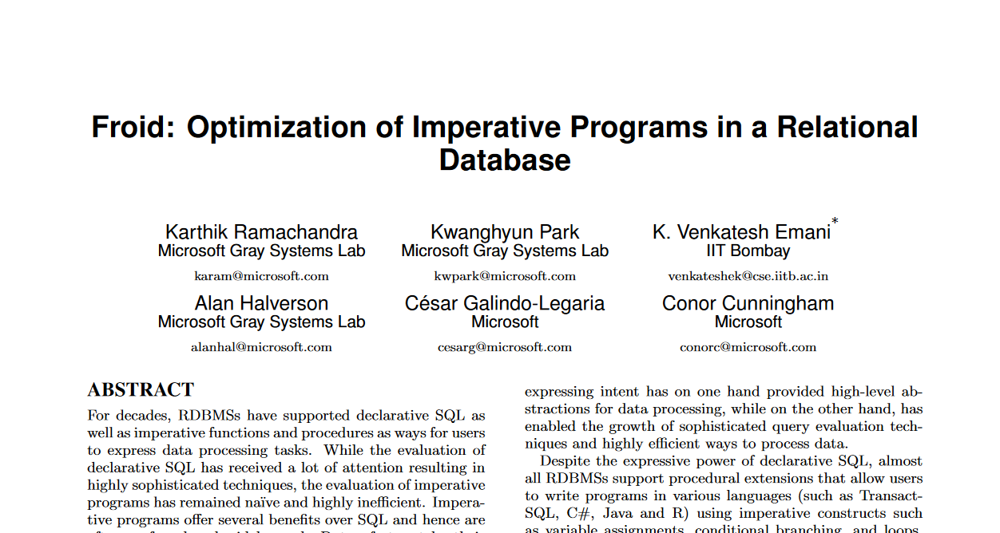 Froid: Optimization of Imperative Programs in a Relational
Database
Karthik Ramachandra
Microsoft Gray Systems Lab
karam@microsoft.com
Kwanghyun Park
Microsoft Gray Systems Lab
kwpark@microsoft.com
K. Venkatesh Emani*
IIT Bombay
venkateshek@cse.iitb.ac.in
Alan Halverson
Microsoft Gray Systems Lab
alanhal@microsoft.com
César Galindo-Legaria
Microsoft
cesarg@microsoft.com
Conor Cunningham
Microsoft
conorc@microsoft.com
ABSTRACT
For decades, RDBMSs have supported declarative SQL as
well as imperative functions and procedures as ways for users
to express data processing tasks. While the evaluation of
declarative SQL has received a lot of attention resulting in
highly sophisticated techniques, the evaluation of imperative
programs has remained naïve and highly inefficient. Impera-
tive programs offer several benefits over SQL and hence are
expressing intent has on one hand provided high-level ab-
stractions for data processing, while on the other hand, has
enabled the growth of sophisticated query evaluation tech-
niques and highly efficient ways to process data.
Despite the expressive power of declarative SQL, almost
all RDBMSs support procedural extensions that allow users
to write programs in various languages (such as Transact-
SQL, C#, Java and R) using imperative constructs such
as variable assignments, conditional branching, and loops.